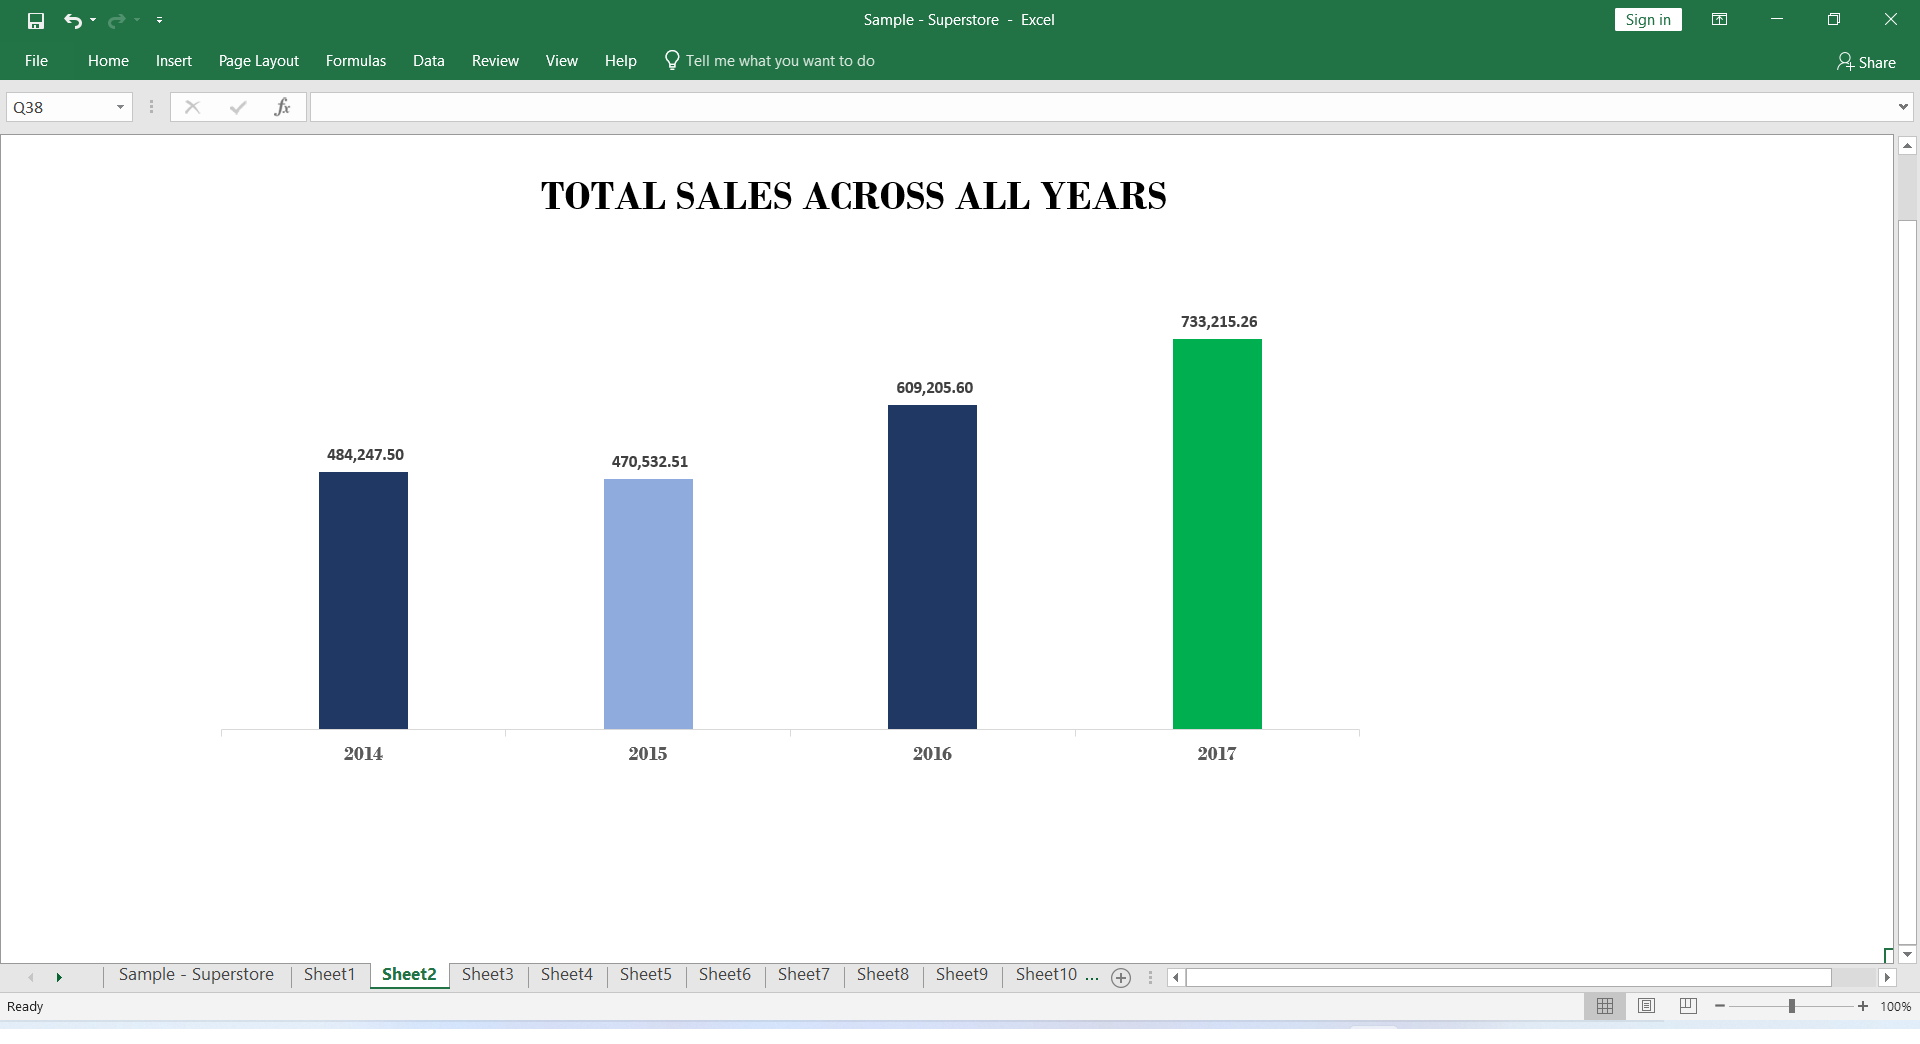 Sample - Superstore - Excel
Sign in
File Home Insert Page Layout Formulas Data Review View Help Tell me what you want to do Share
Q38 fx
TOTAL SALES ACROSS ALL YEARS
733,215.26
609,205.60
484,247.50
470,532.51
2014 2015 2016 2017
Sample - Superstore Sheet1 Sheet2 Sheet3 Sheet4 Sheet5 Sheet6 Sheet7 Sheet8 Sheet9 Sheet10 ...
Ready 100%